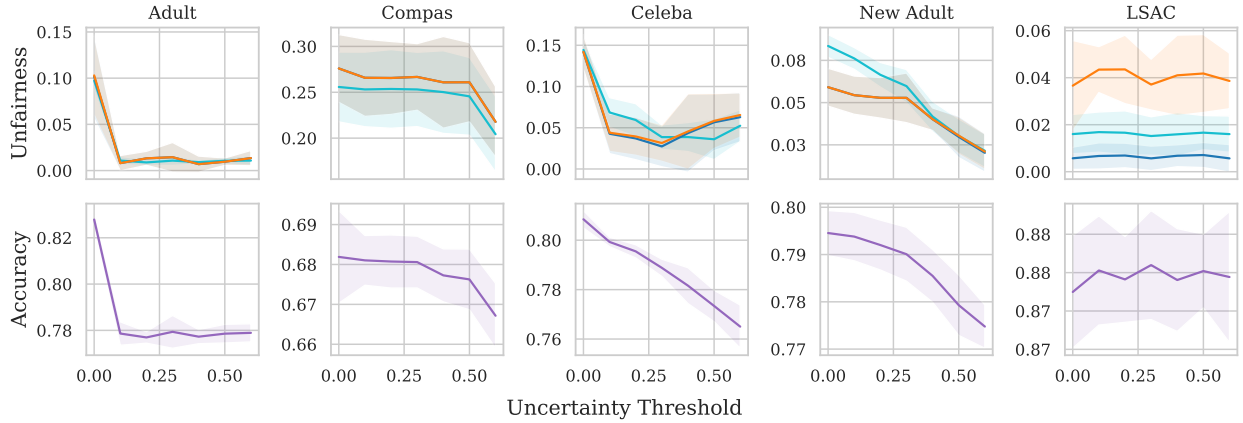 Adult Compas Celeba New Adult LSAC
Unfairness
0.15 0.10 0.05 0.00
0.30 0.25 0.20
0.15 0.10 0.05 0.00
0.08 0.05 0.03
0.06 0.04 0.02 0.00
Accuracy
0.82 0.80 0.78
0.69 0.68 0.67 0.66
0.80 0.78 0.76
0.80 0.79 0.78 0.77
0.88 0.88 0.87 0.87
0.00 0.25 0.50 0.00 0.25 0.50 0.00 0.25 0.50 0.00 0.25 0.50 0.00 0.25 0.50
Uncertainty Threshold